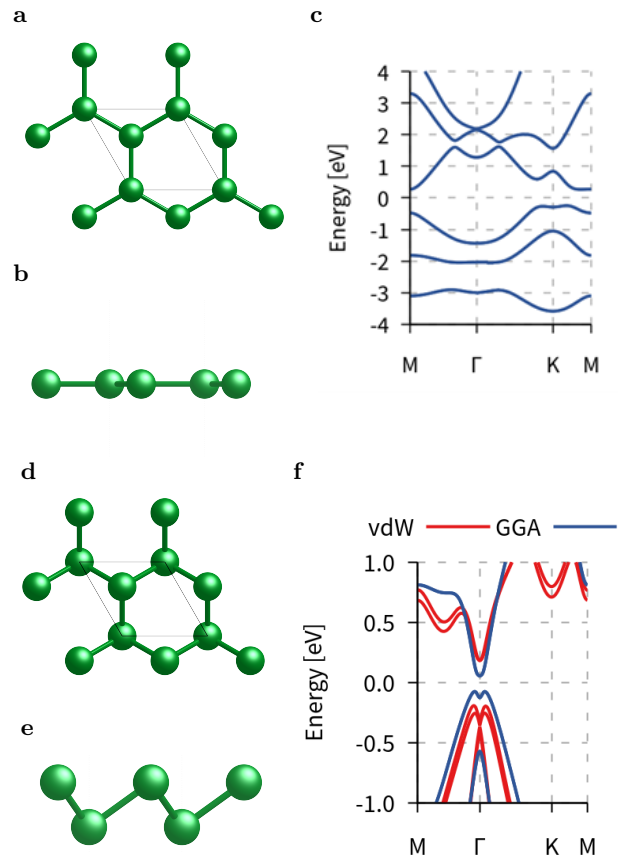 a
c
4
3
2
1
0
-1
-2
-3
-4
Energy [eV]
M Γ K M
b
d
f
vdW GGA
1.0
0.5
0.0
-0.5
-1.0
Energy [eV]
M Γ K M
e